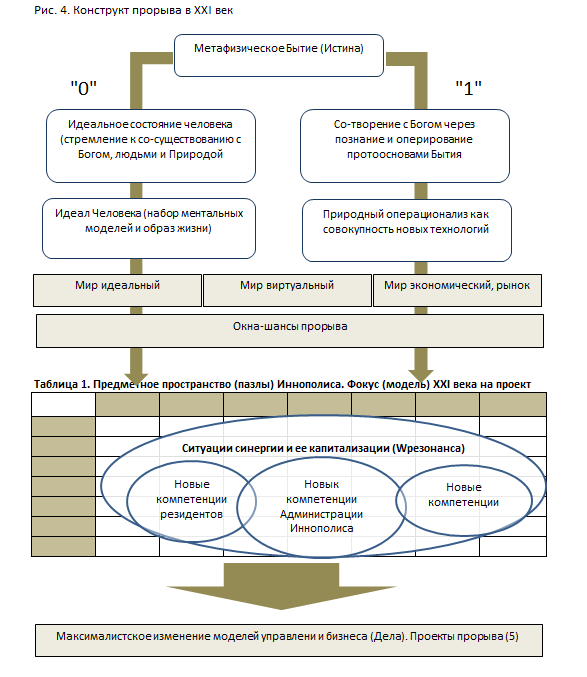 Рис. 4. Конструкт прорыва в XXI век
Метафизическое Бытие (Истина)
"0"
"1"
Идеальное состояние человека
(стремление к со-существованию с
Богом, людьми и Природой
Со-творение с Богом через
познание и оперирование
протоосновами Бытия
Идеал Человека (набор ментальных
моделей и образ жизни)
Природный операционализ как
совокупность новых технологий
Мир идеальный
Мир виртуальный
Мир экономический, рынок
Окна-шансы прорыва
Таблица 1. Предметное пространство (пазлы) Иннополиса. Фокус (модель) XXI века на проект
Ситуации синергии и ее капитализации (Wрезонанса)
Новые
компетенции
резидентов
Новык
компетенции
Администрации
Иннополиса
Новые
компетенции
Максималистское изменение моделей управлени и бизнеса (Дела). Проекты прорыва (5)